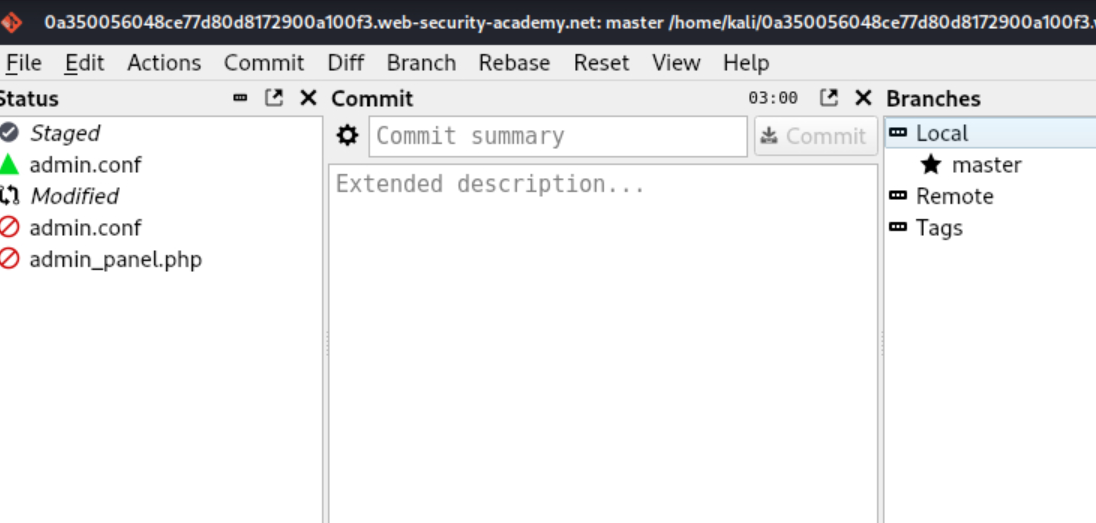 0a350056048ce77d80d8172900a100f3.web-security-academy.net: master /home/kali/0a350056048ce77d80d8172900a100f3.
File Edit Actions Commit Diff Branch Rebase Reset View Help
Status
Staged
admin.conf
Modified
admin.conf
admin_panel.php
Commit 03:00
Commit summary Commit
Extended description...
Branches
Local
master
Remote
Tags